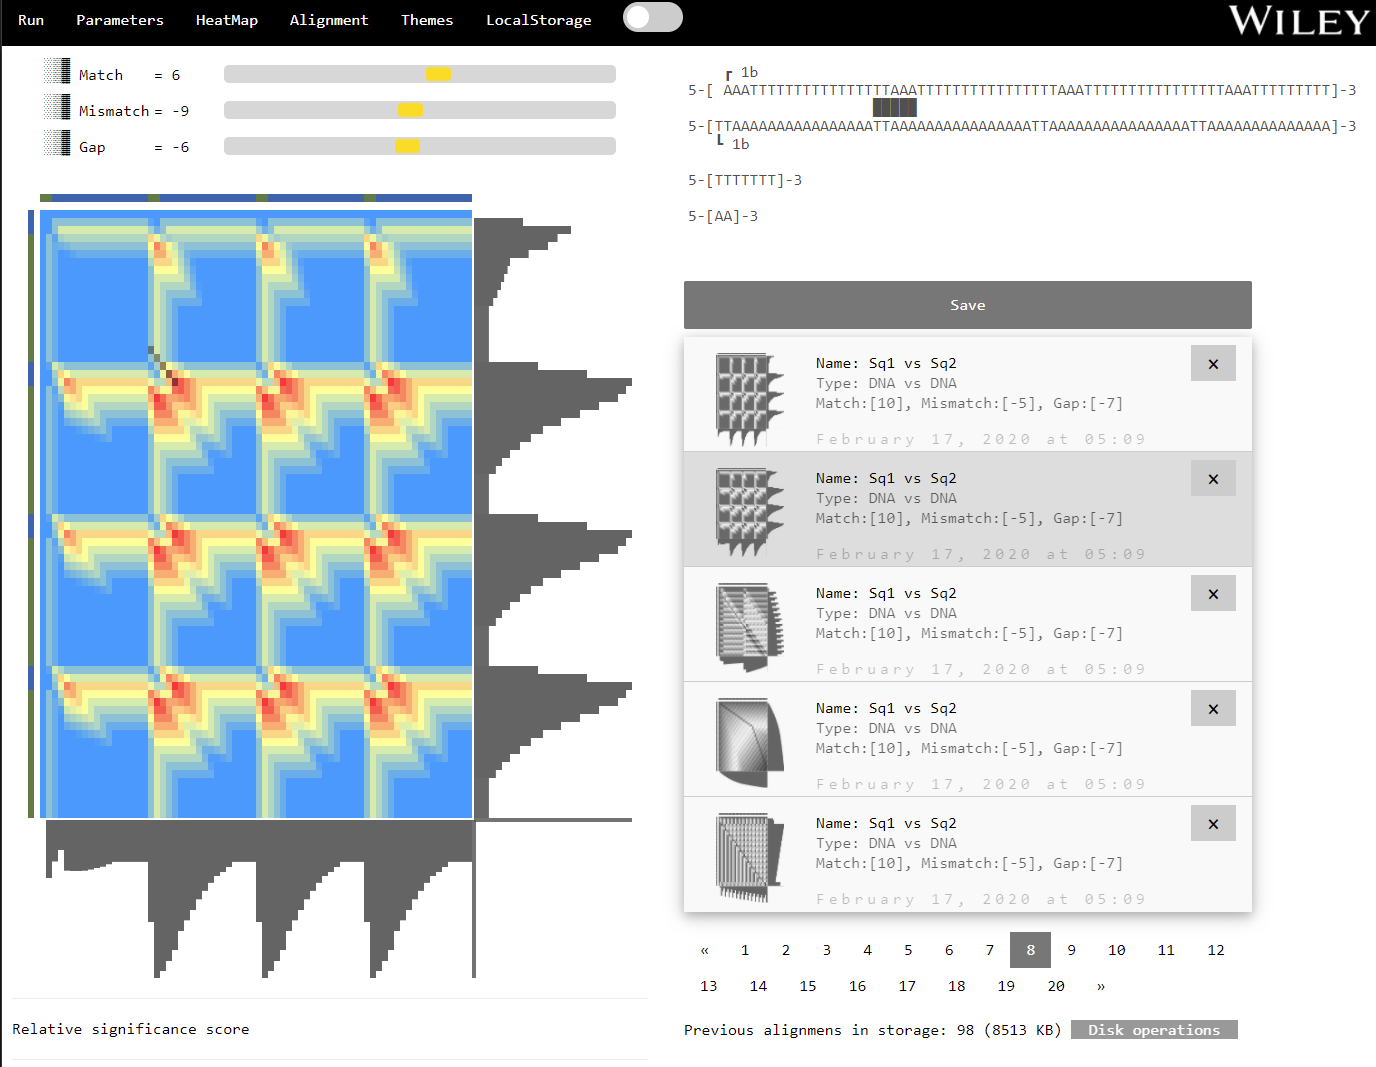 Run Parameters HeatMap Alignment Themes LocalStorage WILEY
Match = 6
Mismatch = -9
Gap = -6
┏ 1b
5-[ AAATTTTTTTTTTTTTTTTAAATTTTTTTTTTTTTTTTAAATTTTTTTTTTTTTTTTAAATTTTTTTTT]-3
5-[TTAAAAAAAAAAAAAAAATTAAAAAAAAAAAAAAAATTAAAAAAAAAAAAAAAATTAAAAAAAAAAAAAA]-3
┗ 1b
5-[TTTTTTT]-3
5-[AA]-3
Save
Name: Sq1 vs Sq2 ×
Type: DNA vs DNA
Match:[10], Mismatch:[-5], Gap:[-7]
February 17, 2020 at 05:09
Name: Sq1 vs Sq2 ×
Type: DNA vs DNA
Match:[10], Mismatch:[-5], Gap:[-7]
February 17, 2020 at 05:09
Name: Sq1 vs Sq2 ×
Type: DNA vs DNA
Match:[10], Mismatch:[-5], Gap:[-7]
February 17, 2020 at 05:09
Name: Sq1 vs Sq2 ×
Type: DNA vs DNA
Match:[10], Mismatch:[-5], Gap:[-7]
February 17, 2020 at 05:09
Name: Sq1 vs Sq2 ×
Type: DNA vs DNA
Match:[10], Mismatch:[-5], Gap:[-7]
February 17, 2020 at 05:09
« 1 2 3 4 5 6 7 8 9 10 11 12
13 14 15 16 17 18 19 20 »
Relative significance score
Previous alignmens in storage: 98 (8513 KB) Disk operations